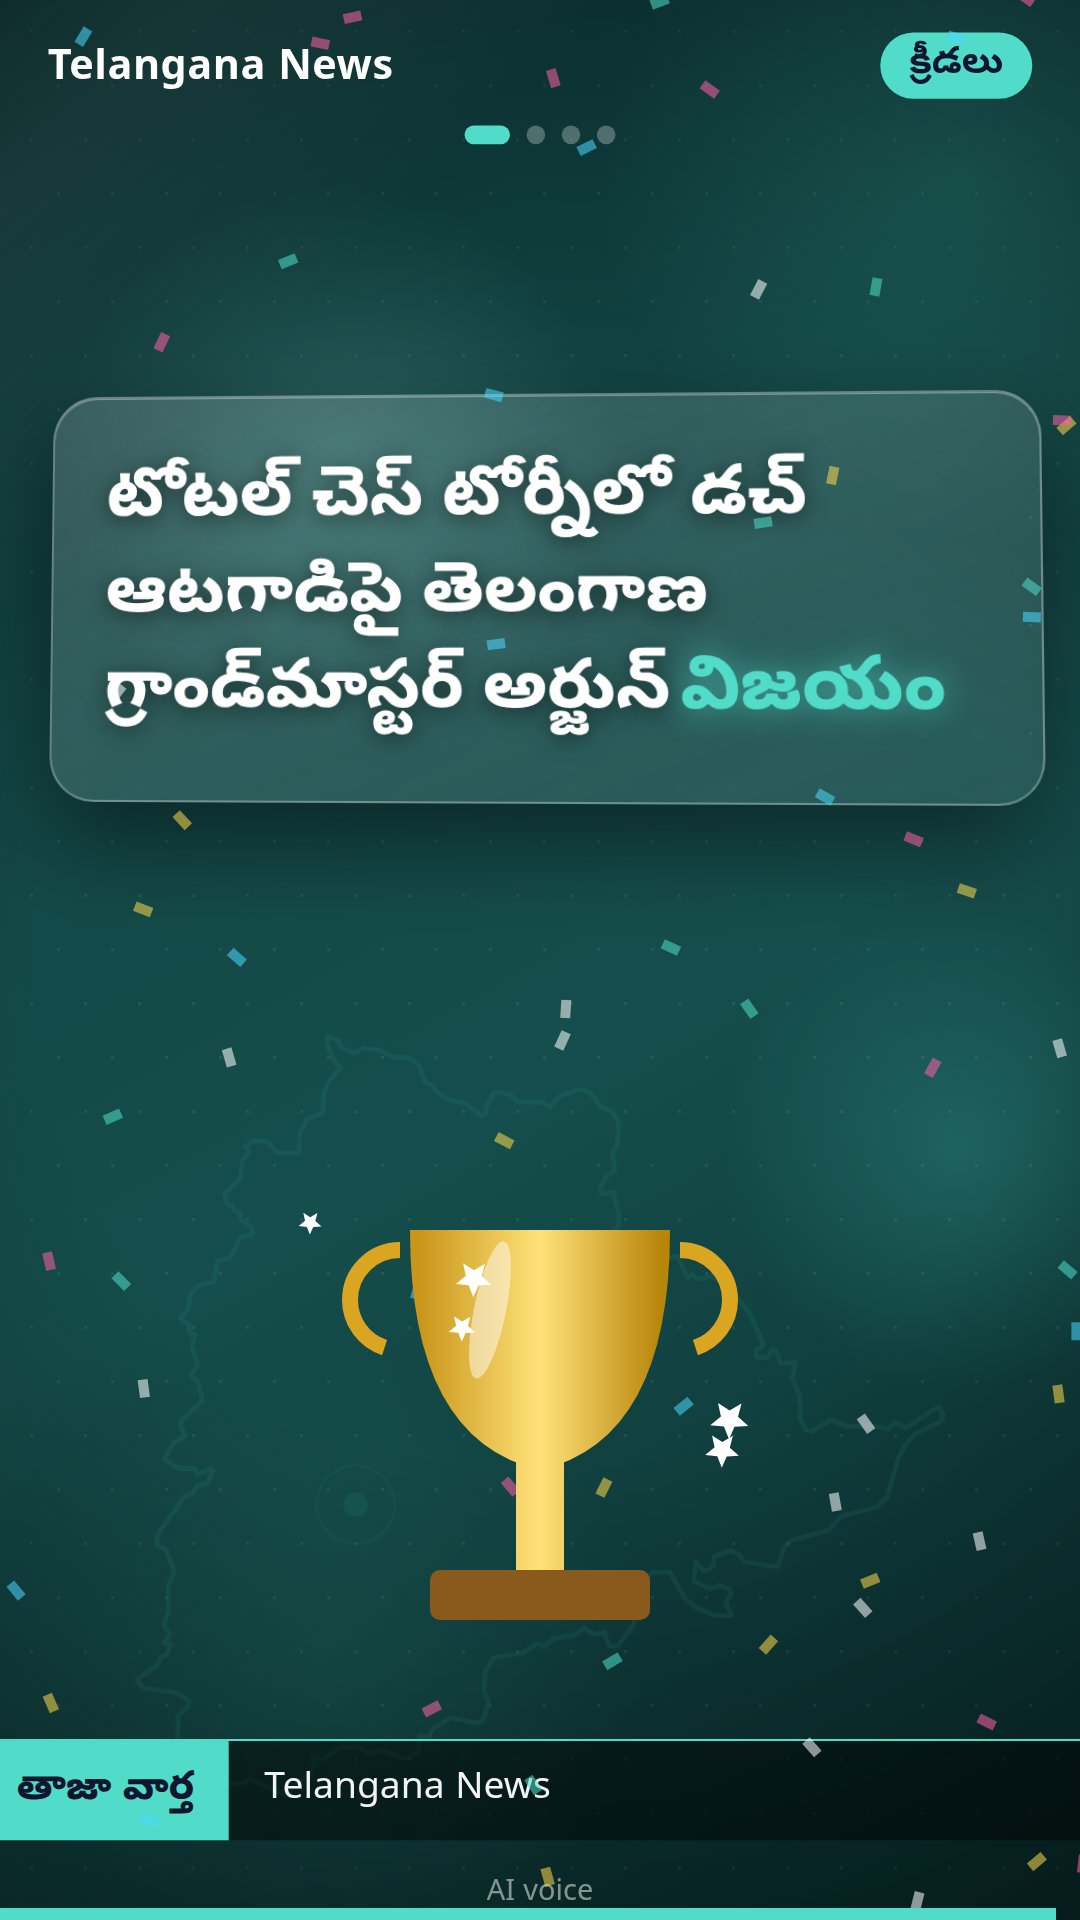 Telangana News
క్రీడలు
టోటల్ చెస్ టోర్నీలో డచ్
ఆటగాడిపై తెలంగాణ
గ్రాండ్‌మాస్టర్ అర్జున్ విజయం
తాజా వార్త
Telangana News
AI voice